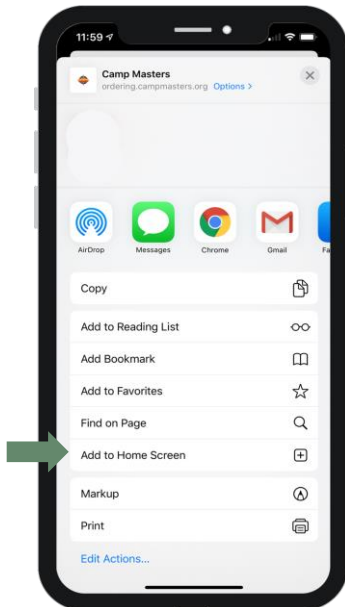 11:59
Camp Masters
ordering.campmasters.org Options >
AirDrop
Messages
Chrome
Gmail
Fa
Copy
Add to Reading List
Add Bookmark
Add to Favorites
Find on Page
Add to Home Screen
Markup
Print
Edit Actions...